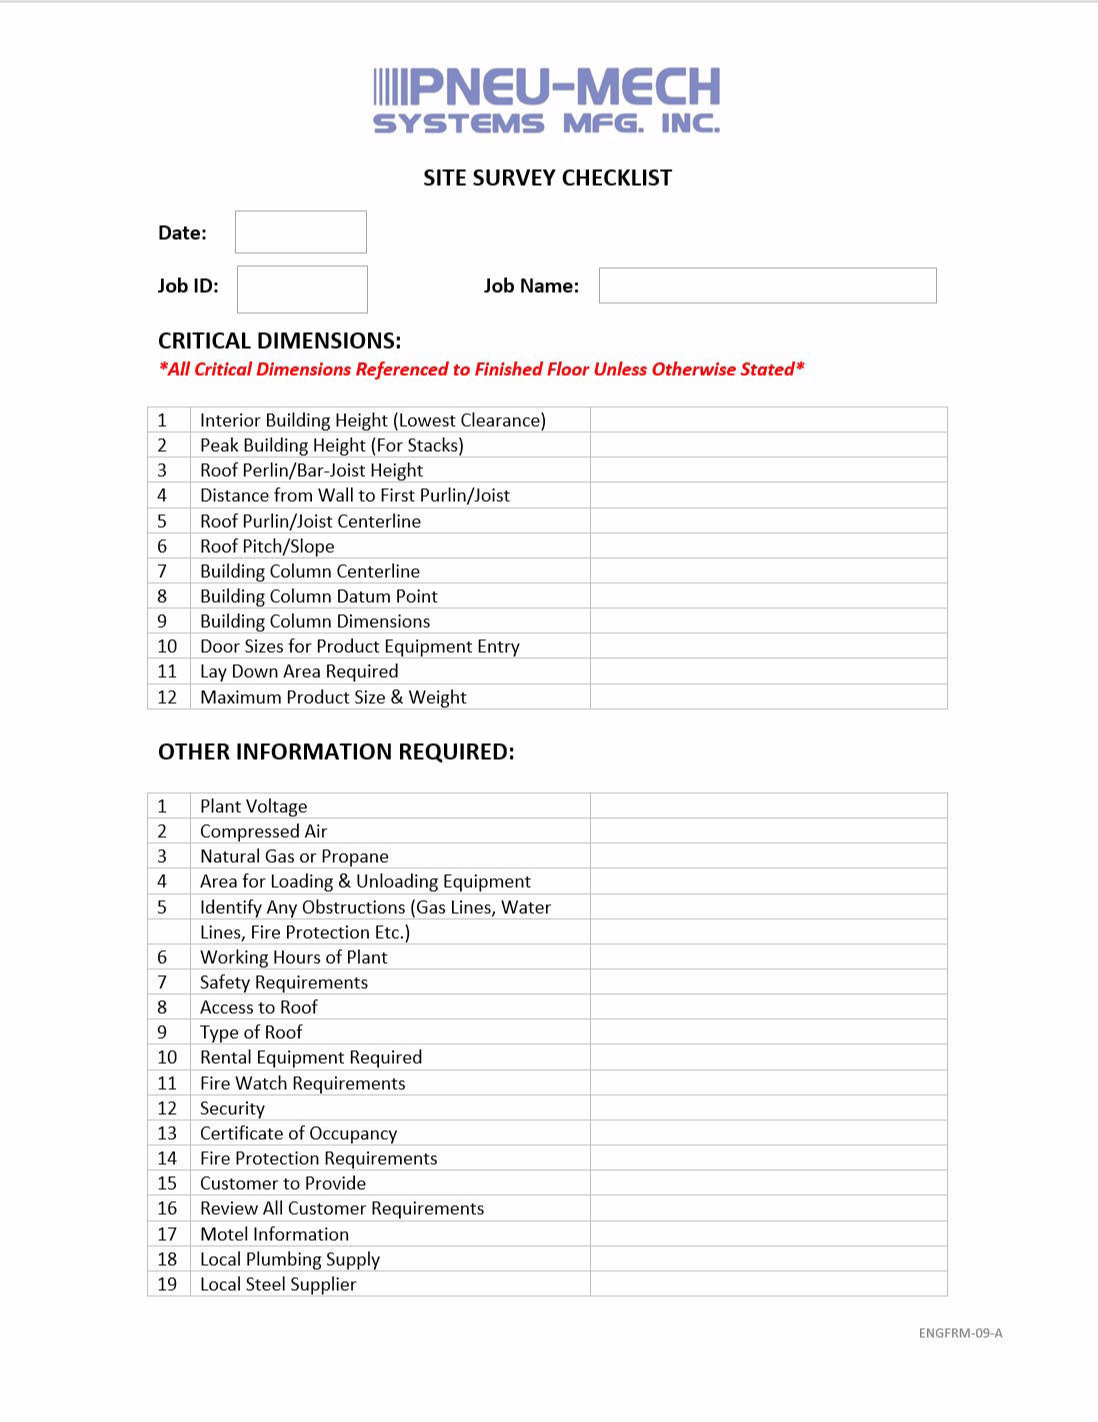 PNEU-MECH
SYSTEMS MFG. INC.
SITE SURVEY CHECKLIST
Date:
Job ID: Job Name:
CRITICAL DIMENSIONS:
*All Critical Dimensions Referenced to Finished Floor Unless Otherwise Stated*
1 Interior Building Height (Lowest Clearance)
2 Peak Building Height (For Stacks)
3 Roof Perlin/Bar-Joist Height
4 Distance from Wall to First Purlin/Joist
5 Roof Purlin/Joist Centerline
6 Roof Pitch/Slope
7 Building Column Centerline
8 Building Column Datum Point
9 Building Column Dimensions
10 Door Sizes for Product Equipment Entry
11 Lay Down Area Required
12 Maximum Product Size & Weight
OTHER INFORMATION REQUIRED:
1 Plant Voltage
2 Compressed Air
3 Natural Gas or Propane
4 Area for Loading & Unloading Equipment
5 Identify Any Obstructions (Gas Lines, Water
Lines, Fire Protection Etc.)
6 Working Hours of Plant
7 Safety Requirements
8 Access to Roof
9 Type of Roof
10 Rental Equipment Required
11 Fire Watch Requirements
12 Security
13 Certificate of Occupancy
14 Fire Protection Requirements
15 Customer to Provide
16 Review All Customer Requirements
17 Motel Information
18 Local Plumbing Supply
19 Local Steel Supplier
ENGFRM-09-A